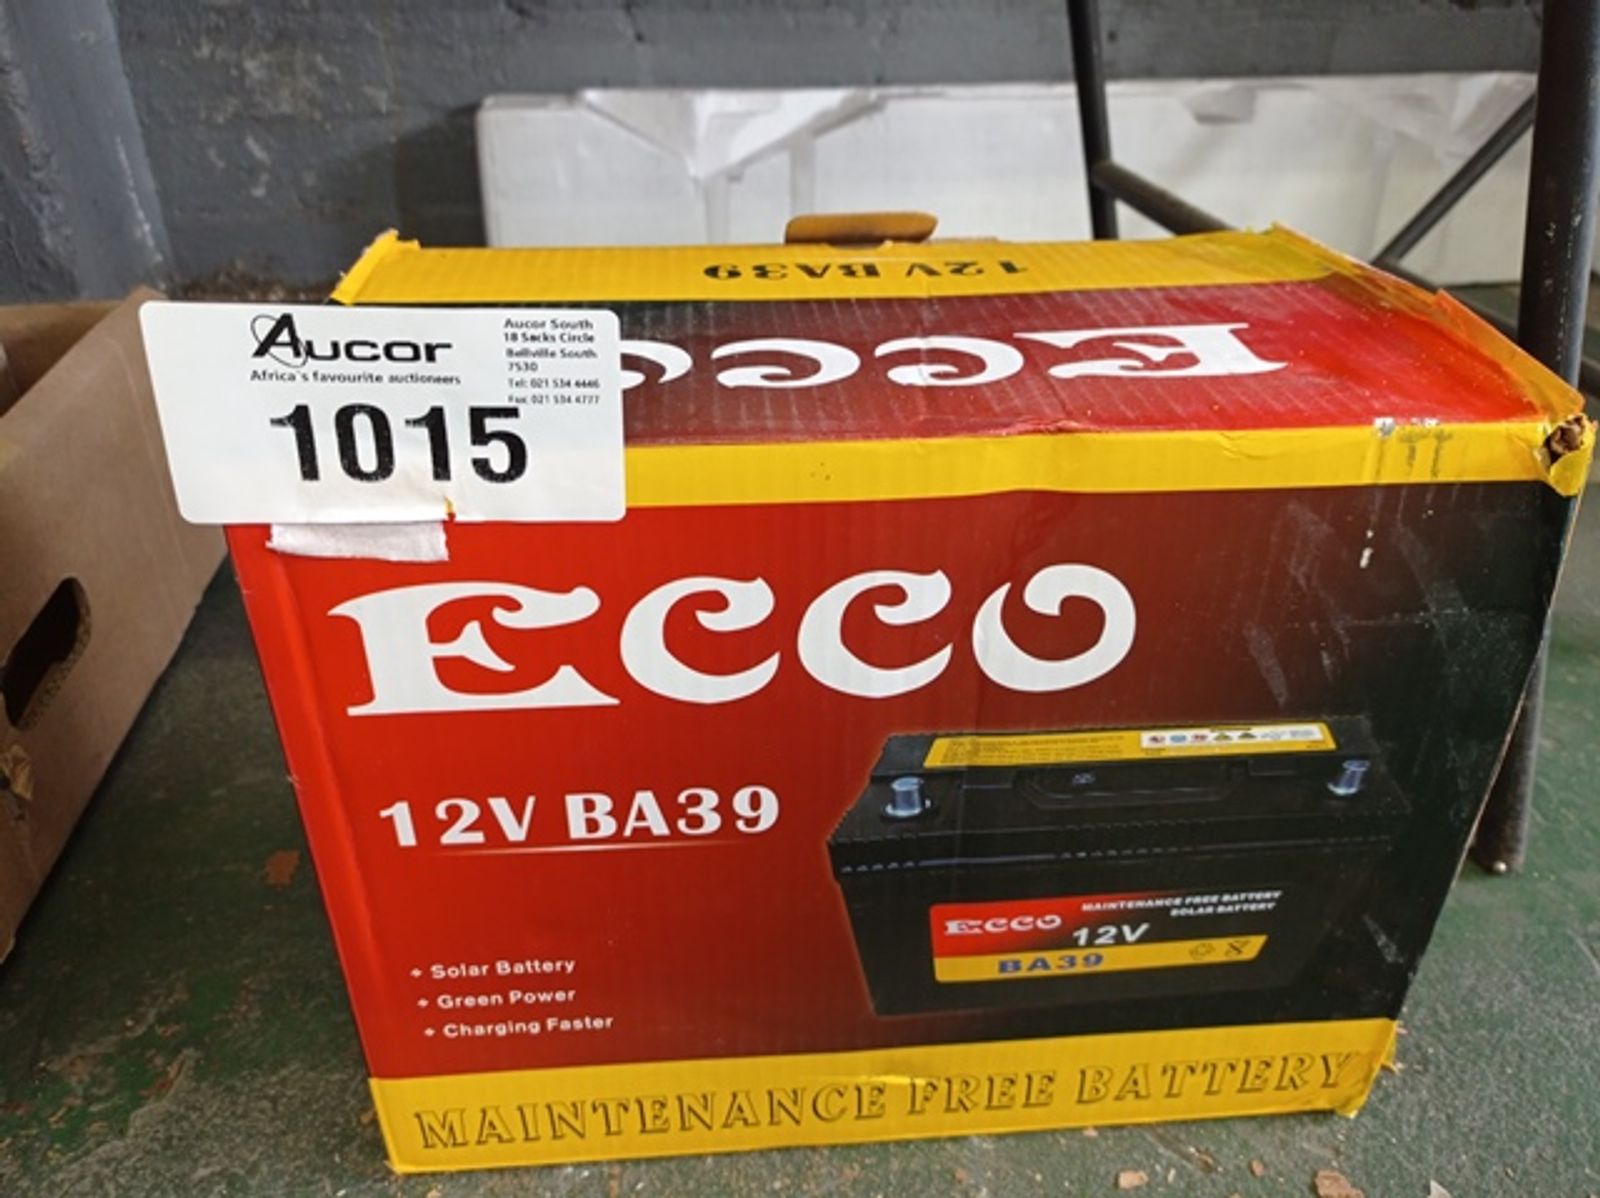 12V BA39
ECCO
AUCOR
Africa's favourite auctioneers
Aucor South
18 Sacks Circle
Bellville South
7530
Tel: 021 534 4446
Fax: 021 534 4777
1015
ECCO
12V BA39
Solar Battery
Green Power
Charging Faster
MAINTENANCE FREE BATTERY
SOLAR BATTERY
ECCO 12V
BA39
MAINTENANCE FREE BATTERY